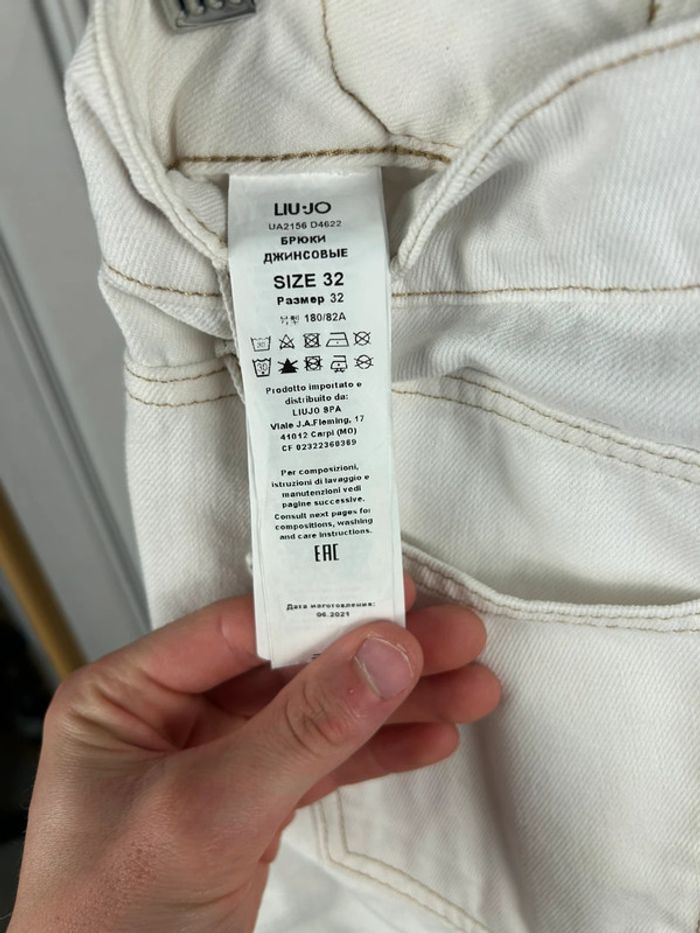 LIU·JO
UA2156 D4622
БРЮКИ
ДЖИНСОВЫЕ
SIZE 32
Размер 32
180/82A
30
Prodotto importato e
distribuito da:
LIUJO SPA
Viale J.A.Fleming, 17
41012 Carpi (MO)
CF 02322360369
Per composizioni,
istruzioni di lavaggio e
manutenzioni vedi
pagine successive.
Consult next pages for
compositions, washing
and care instructions.
EAC
Дата изготовления:
06.2021